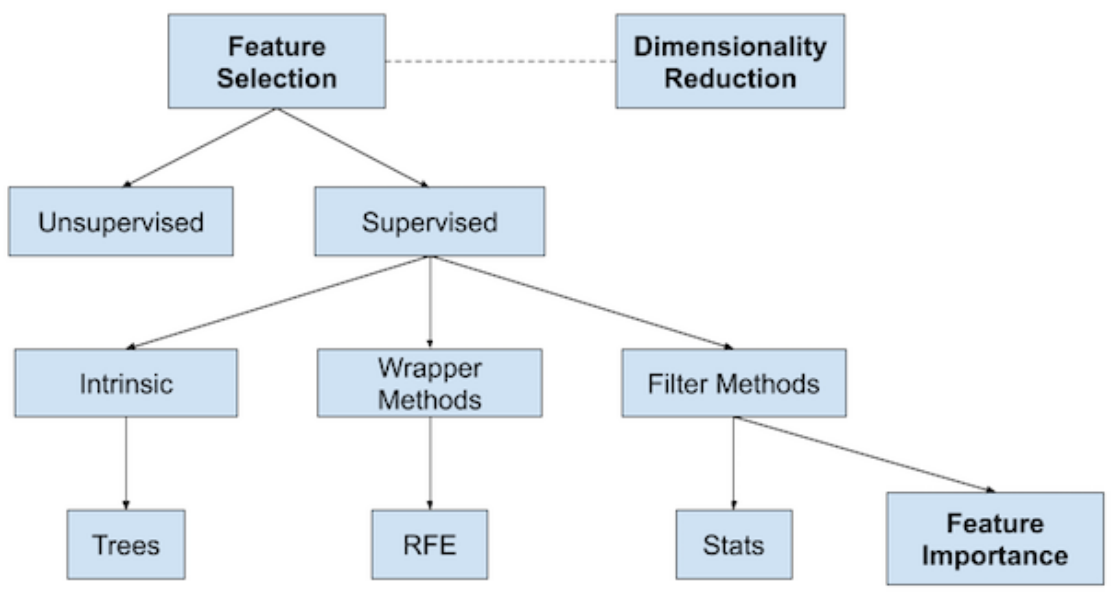 Feature
Selection
Dimensionality
Reduction
Unsupervised
Supervised
Intrinsic
Wrapper
Methods
Filter Methods
Trees
RFE
Stats
Feature
Importance